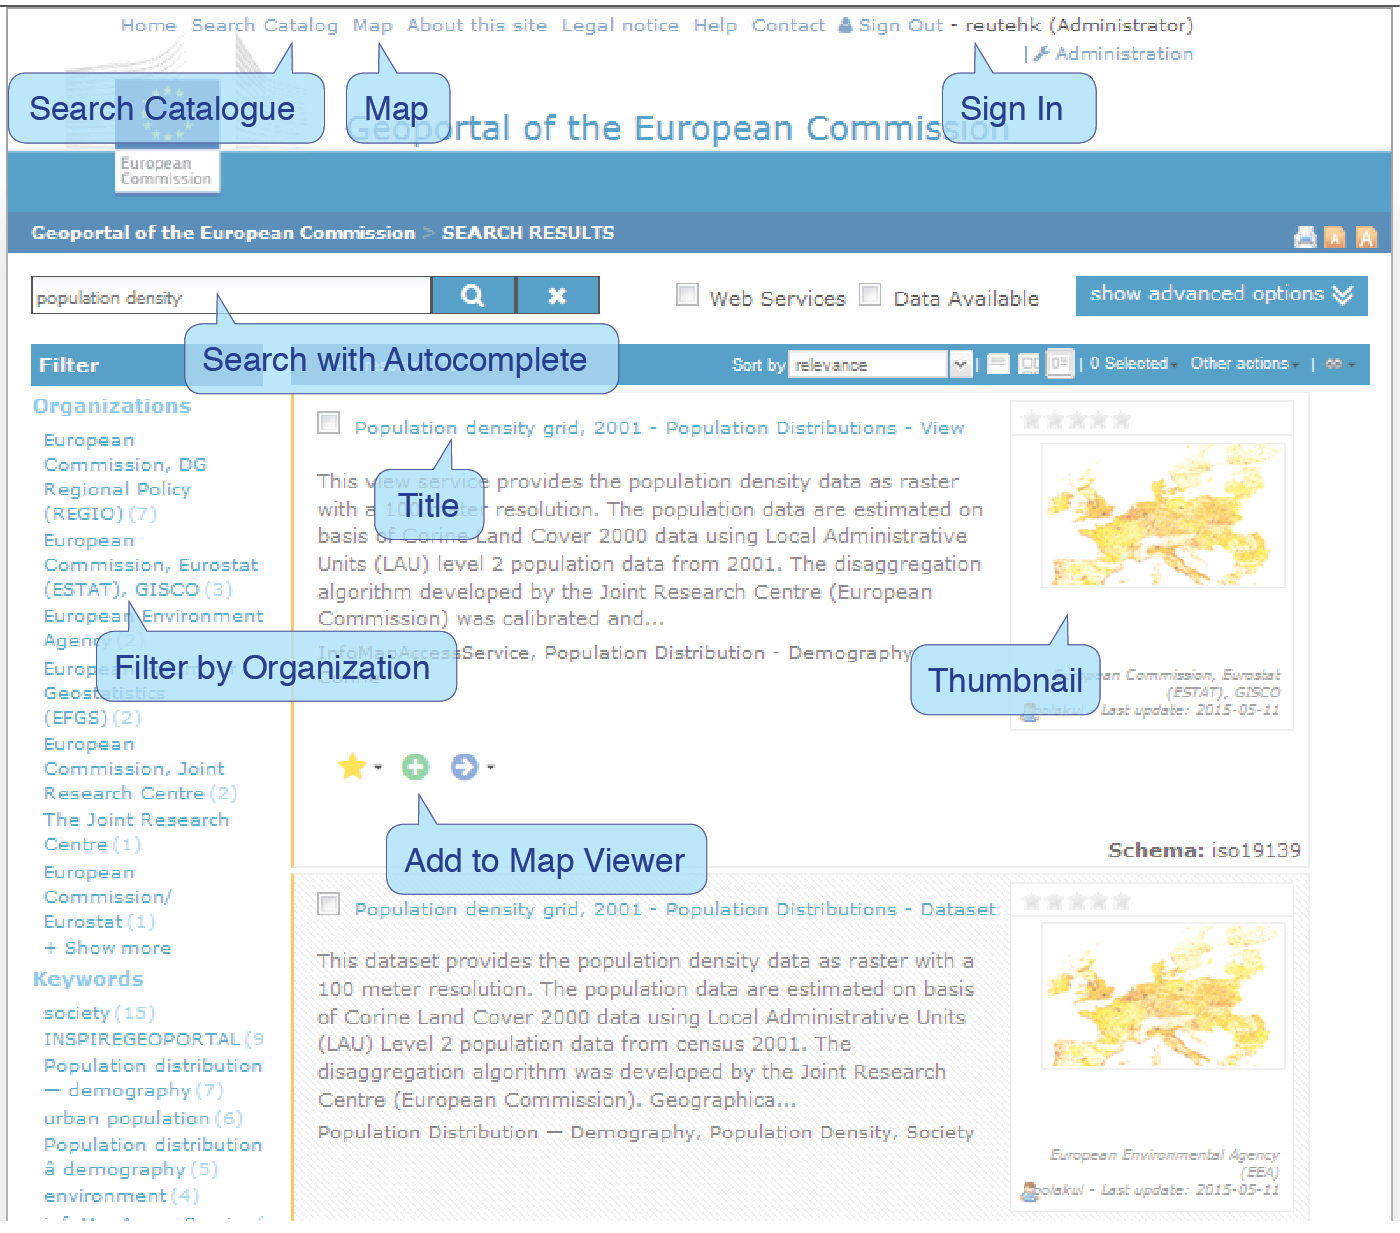 Home Search Catalog Map About this site Legal notice Help Contact Sign Out - reutehk (Administrator)
| Administration
Search Catalogue
Map
Sign In
Geoportal of the European Commission
European
Commission
Geoportal of the European Commission > SEARCH RESULTS
A A
population density
Web Services
Data Available
show advanced options
Search with Autocomplete
Filter
Sort by relevance | | 0 Selected Other actions |
Organizations
European
Commission, DG
Regional Policy
(REGIO) (7)
European
Commission, Eurostat
(ESTAT), GISCO (3)
European Environment
Agency (2)
Filter by Organization
Geostatistics
(EFGS) (2)
European
Commission, Joint
Research Centre (2)
The Joint Research
Centre (1)
European
Commission/
Eurostat (1)
+ Show more
Keywords
society (15)
INSPIREGEOPORTAL (9
Population distribution
— demography (7)
urban population (6)
Population distribution
â demography (5)
environment (4)
Population density grid, 2001 - Population Distributions - View
Title
This view service provides the population density data as raster
with a 100 meter resolution. The population data are estimated on
basis of Corine Land Cover 2000 data using Local Administrative
Units (LAU) level 2 population data from 2001. The disaggregation
algorithm developed by the Joint Research Centre (European
Commission) was calibrated and...
InfoMapAccessService, Population Distribution - Demography,
Thumbnail
European Commission, Eurostat
(ESTAT), GISCO
polakul - Last update: 2015-05-11
Add to Map Viewer
Schema: iso19139
Population density grid, 2001 - Population Distributions - Dataset
This dataset provides the population density data as raster with a
100 meter resolution. The population data are estimated on basis
of Corine Land Cover 2000 data using Local Administrative Units
(LAU) Level 2 population data from census 2001. The
disaggregation algorithm was developed by the Joint Research
Centre (European Commission). Geographica...
Population Distribution — Demography, Population Density, Society
European Environmental Agency
(EEA)
polakul - Last update: 2015-05-11